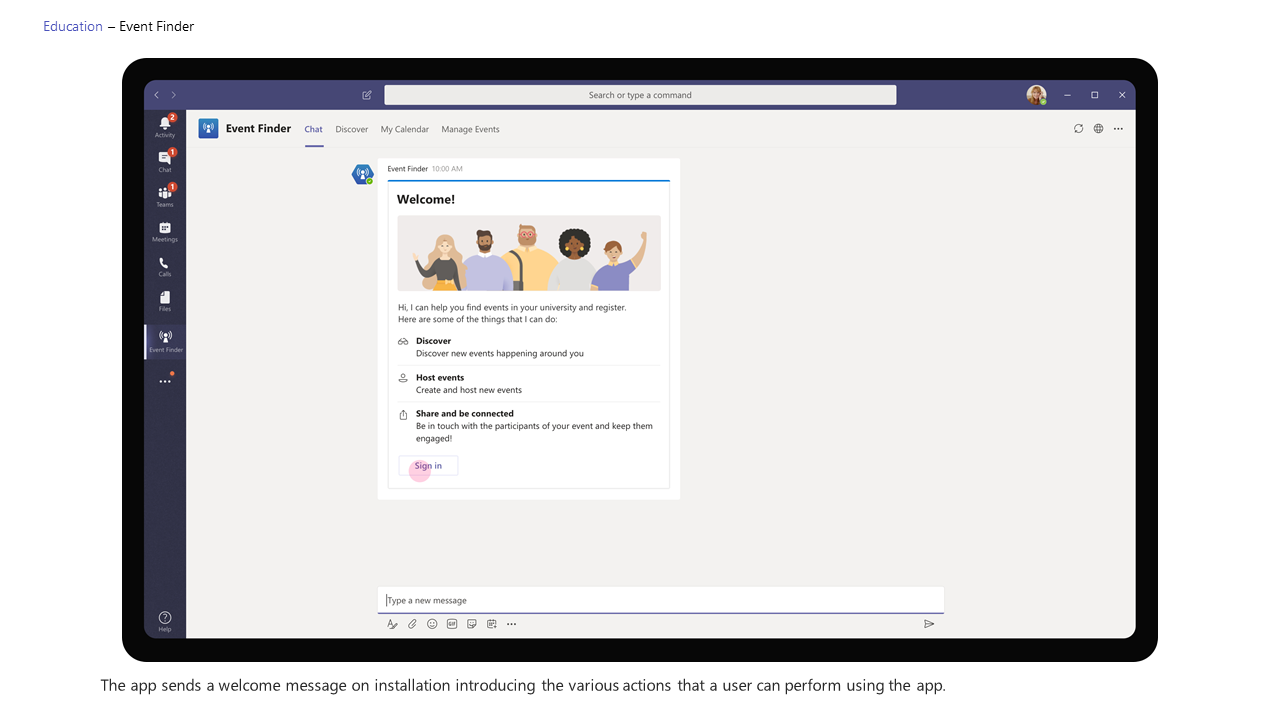 Education – Event Finder
Search or type a command
2
Activity
1
Chat
1
Teams
Meetings
Calls
Files
Event Finder
Help
Event Finder
Chat Discover My Calendar Manage Events
Event Finder 10:00 AM
Welcome!
Hi, I can help you find events in your university and register.
Here are some of the things that I can do:
Discover
Discover new events happening around you
Host events
Create and host new events
Share and be connected
Be in touch with the participants of your event and keep them
engaged!
Sign in
Type a new message
GIF
The app sends a welcome message on installation introducing the various actions that a user can perform using the app.